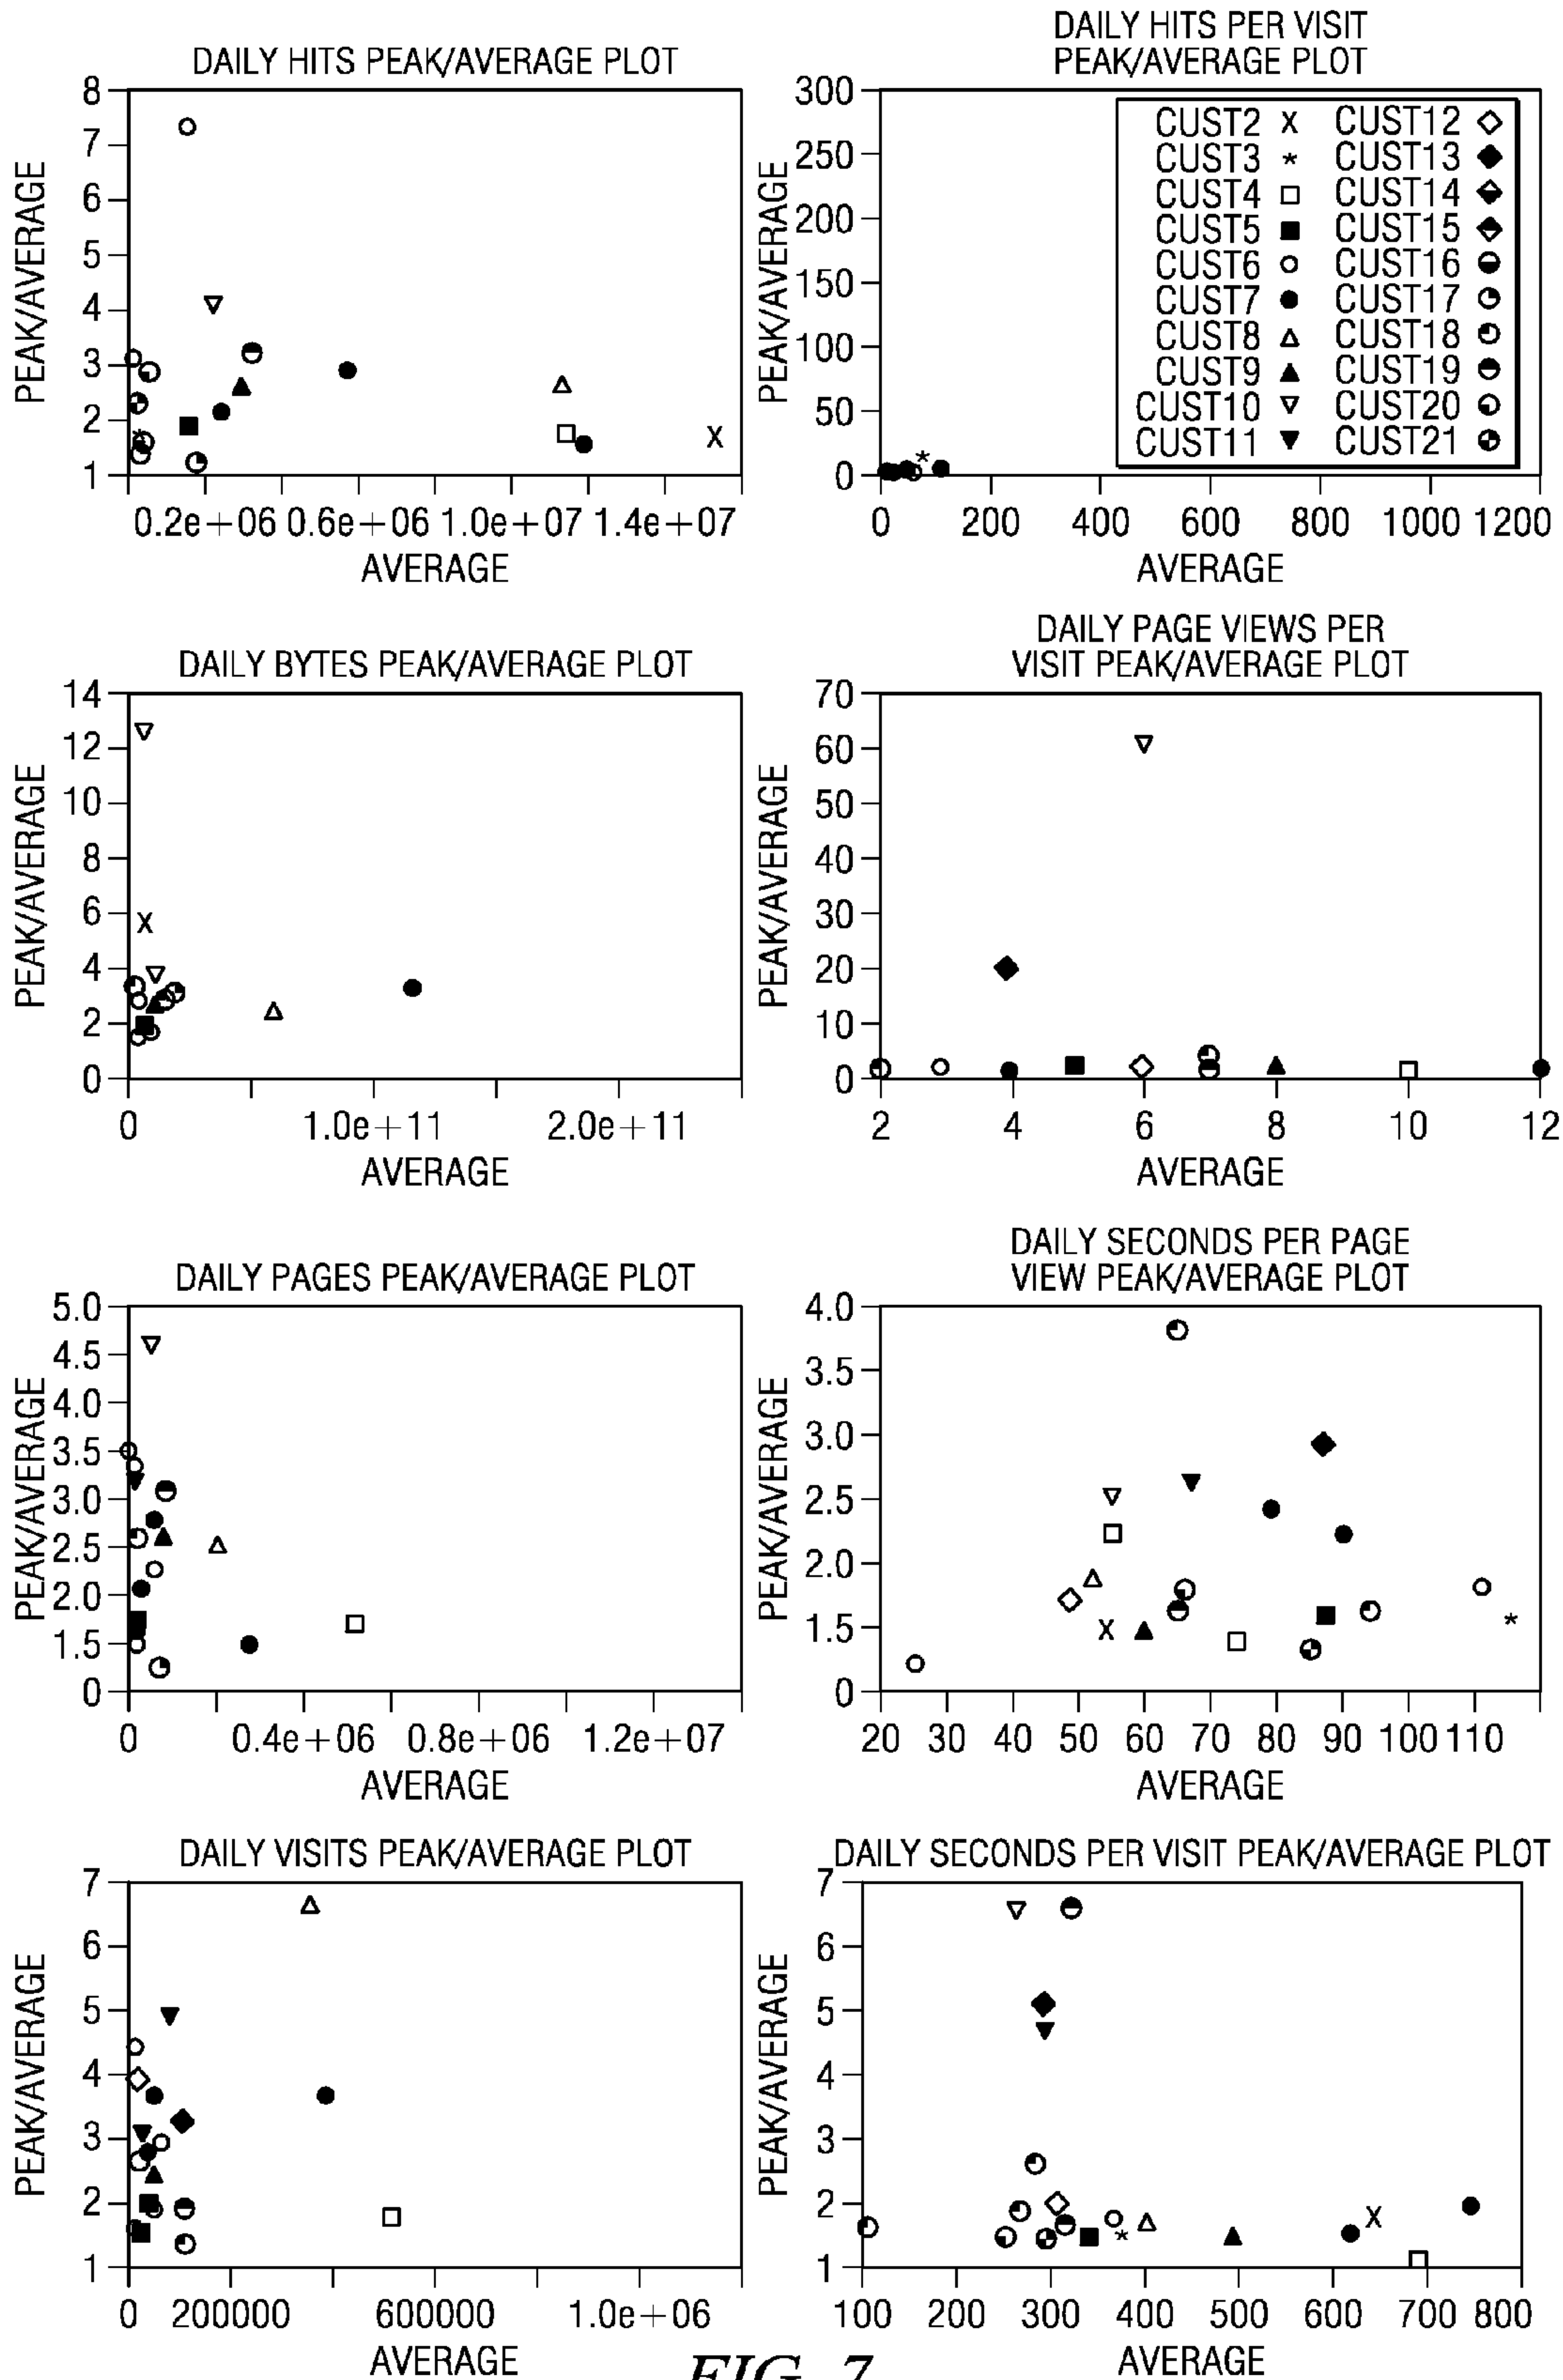 DAILY HITS PEAK/AVERAGE PLOT
PEAK/AVERAGE
8
7
6
5
4
3
2
1
0.2e+06 0.6e+06 1.0e+07 1.4e+07
AVERAGE
DAILY HITS PER VISIT
PEAK/AVERAGE PLOT
PEAK/AVERAGE
300
250
200
150
100
50
0
CUST2 CUST12
CUST3 CUST13
CUST4 CUST14
CUST5 CUST15
CUST6 CUST16
CUST7 CUST17
CUST8 CUST18
CUST9 CUST19
CUST10 CUST20
CUST11 CUST21
0 200 400 600 800 1000 1200
AVERAGE
DAILY BYTES PEAK/AVERAGE PLOT
PEAK/AVERAGE
14
12
10
8
6
4
2
0
0 1.0e+11 2.0e+11
AVERAGE
DAILY PAGE VIEWS PER
VISIT PEAK/AVERAGE PLOT
PEAK/AVERAGE
70
60
50
40
30
20
10
0
2 4 6 8 10 12
AVERAGE
DAILY PAGES PEAK/AVERAGE PLOT
PEAK/AVERAGE
5.0
4.5
4.0
3.5
3.0
2.5
2.0
1.5
0
0 0.4e+06 0.8e+06 1.2e+07
AVERAGE
DAILY SECONDS PER PAGE
VIEW PEAK/AVERAGE PLOT
PEAK/AVERAGE
4.0
3.5
3.0
2.5
2.0
1.5
0
20 30 40 50 60 70 80 90 100 110
AVERAGE
DAILY VISITS PEAK/AVERAGE PLOT
PEAK/AVERAGE
7
6
5
4
3
2
1
0 200000 600000 1.0e+06
AVERAGE
DAILY SECONDS PER VISIT PEAK/AVERAGE PLOT
PEAK/AVERAGE
7
6
5
4
3
2
1
100 200 300 400 500 600 700 800
AVERAGE
FIG. 7